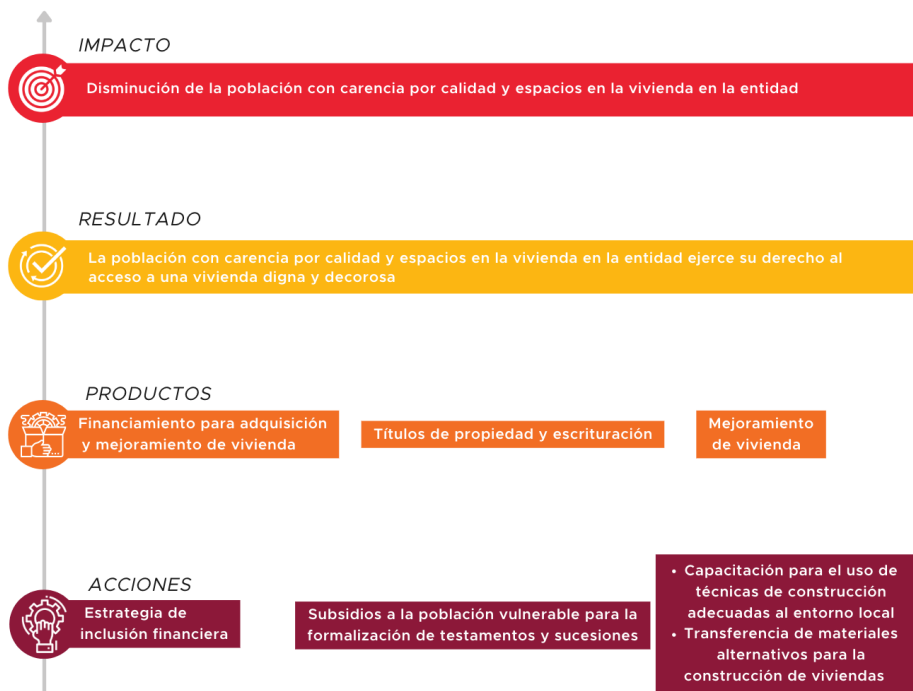 IMPACTO
Disminución de la población con carencia por calidad y espacios en la vivienda en la entidad
RESULTADO
La población con carencia por calidad y espacios en la vivienda en la entidad ejerce su derecho al
acceso a una vivienda digna y decorosa
PRODUCTOS
Financiamiento para adquisición
y mejoramiento de vivienda
Títulos de propiedad y escrituración
Mejoramiento
de vivienda
ACCIONES
Estrategia de
inclusión financiera
Subsidios a la población vulnerable para la
formalización de testamentos y sucesiones
• Capacitación para el uso de
técnicas de construcción
adecuadas al entorno local
• Transferencia de materiales
alternativos para la
construcción de viviendas